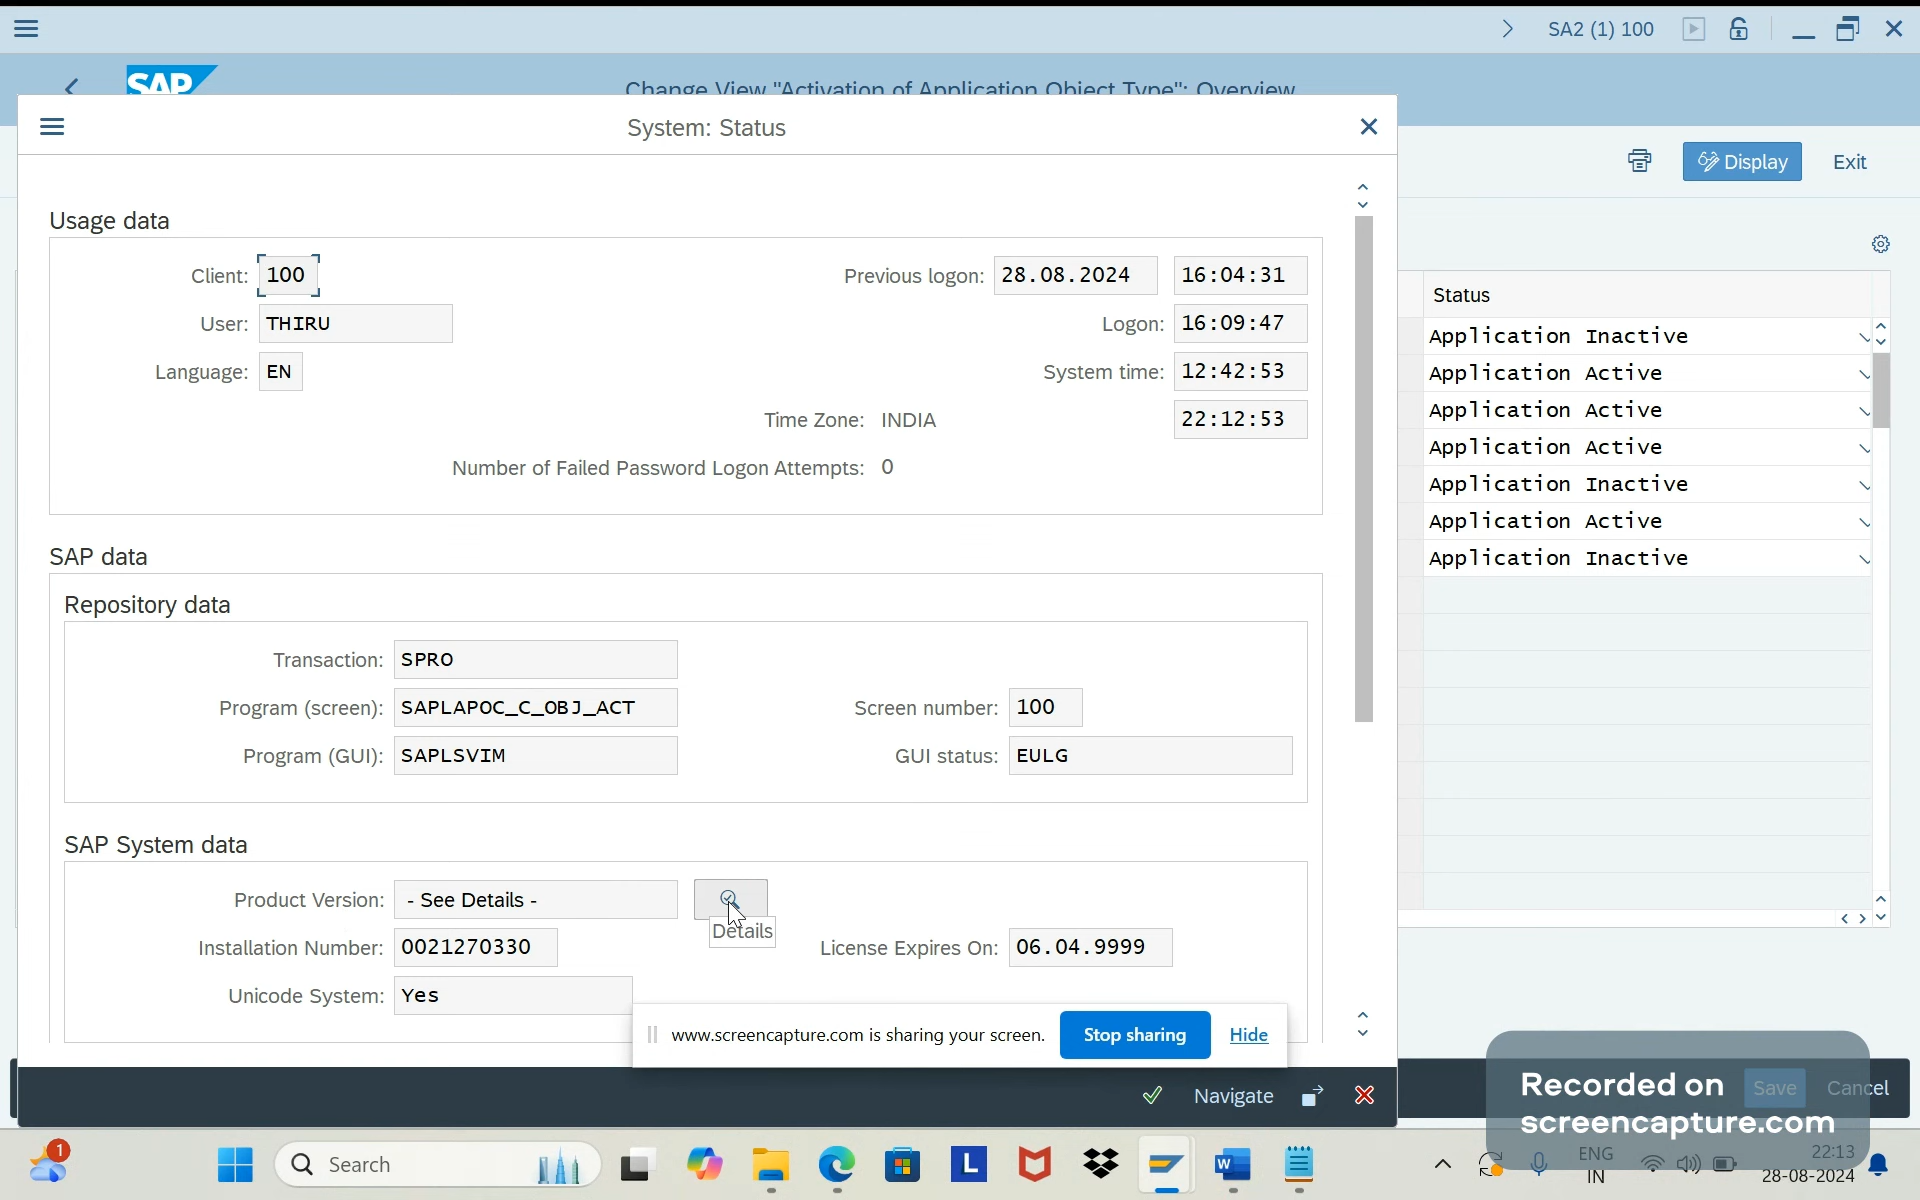 SA2 (1) 100
SAP
Change View "Activation of Application Object Type": Overview
System: Status
Display
Exit
Usage data
Client: 100
Previous logon: 28.08.2024 16:04:31
User: THIRU
Logon: 16:09:47
Language: EN
System time: 12:42:53
Time Zone: INDIA 22:12:53
Number of Failed Password Logon Attempts: 0
Status
Application Inactive
Application Active
Application Active
Application Active
Application Inactive
Application Active
Application Inactive
SAP data
Repository data
Transaction: SPRO
Program (screen): SAPLAPOC_C_OBJ_ACT
Screen number: 100
Program (GUI): SAPLSVIM
GUI status: EULG
SAP System data
Product Version: - See Details -
Details
Installation Number: 0021270330
License Expires On: 06.04.9999
Unicode System: Yes
www.screencapture.com is sharing your screen.
Stop sharing
Hide
Navigate
Save
Cancel
Recorded on
screencapture.com
1
Search
L
W
ENG
IN
22:13
28-08-2024